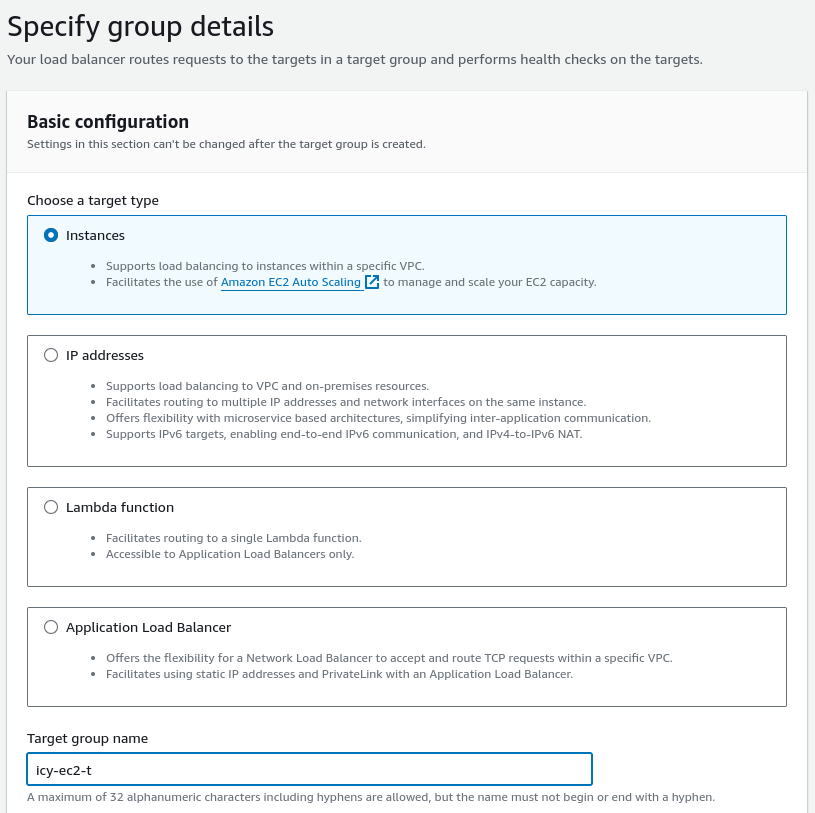 Specify group details
Your load balancer routes requests to the targets in a target group and performs health checks on the targets.
Basic configuration
Settings in this section can't be changed after the target group is created.
Choose a target type
Instances
Supports load balancing to instances within a specific VPC.
Facilitates the use of Amazon EC2 Auto Scaling to manage and scale your EC2 capacity.
IP addresses
Supports load balancing to VPC and on-premises resources.
Facilitates routing to multiple IP addresses and network interfaces on the same instance.
Offers flexibility with microservice based architectures, simplifying inter-application communication.
Supports IPv6 targets, enabling end-to-end IPv6 communication, and IPv4-to-IPv6 NAT.
Lambda function
Facilitates routing to a single Lambda function.
Accessible to Application Load Balancers only.
Application Load Balancer
Offers the flexibility for a Network Load Balancer to accept and route TCP requests within a specific VPC.
Facilitates using static IP addresses and PrivateLink with an Application Load Balancer.
Target group name
icy-ec2-t
A maximum of 32 alphanumeric characters including hyphens are allowed, but the name must not begin or end with a hyphen.